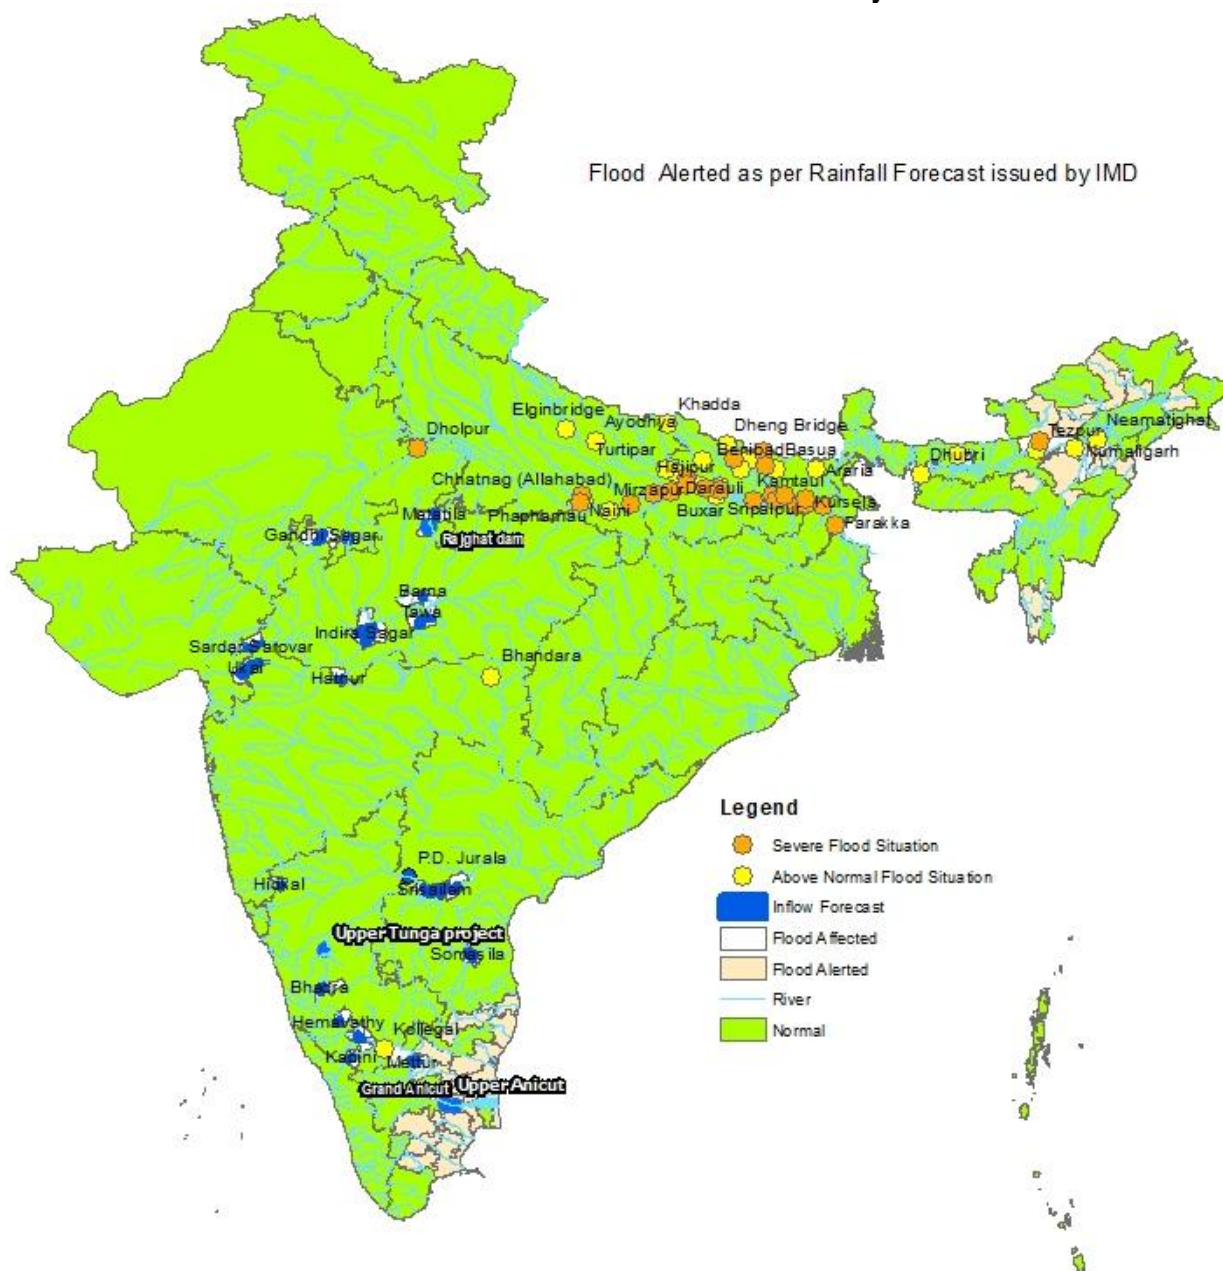 Flood Alerted as per Rainfall Forecast issued by IMD
Khadda
Elginbridge
Ayodhya
Dheng Bridge
Neamatighat
Dholpur
Tezpur
Turtipar
Benibad
Basua
Dhubri
Numaligarh
Hajipur
Araria
Chhatnag (Allahabad)
Mirzapur
Darauli
Kamtaul
Matatila
Phaphamau
Naini
Buxar
Sripalpur
Kursela
Farakka
Gandhi Sagar
Rajghat dam
Barna
Tawa
Indira Sagar
Sardar Sarovar
Ukai
Hatnur
Bhandara
Legend
Severe Flood Situation
Above Normal Flood Situation
Inflow Forecast
Flood Affected
Flood Alerted
River
Normal
P.D. Jurala
Hidkal
Srisailam
Upper Tunga project
Somasila
Bhadra
Hemavathy
Kollegal
Kabini
Mettur
Grand Anicut
Upper Anicut